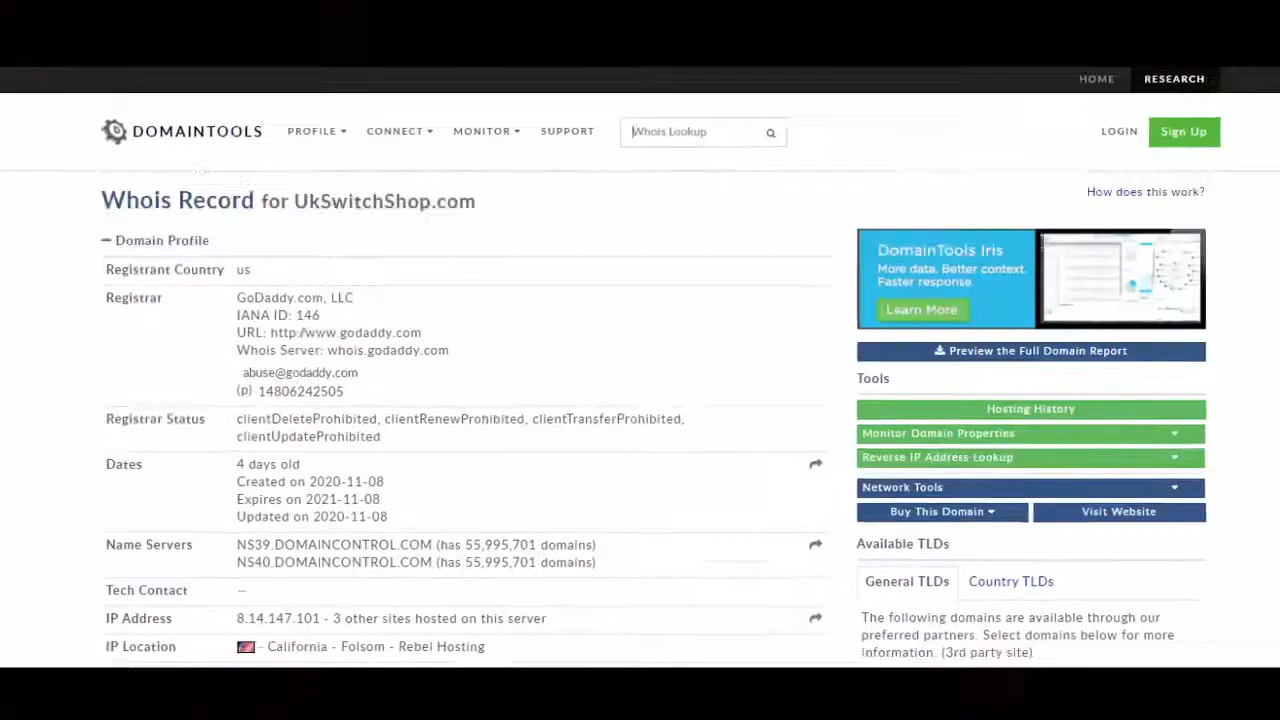 HOME RESEARCH
DOMAINTOOLS PROFILE CONNECT MONITOR SUPPORT Whois Lookup LOGIN Sign Up
Whois Record for UkSwitchShop.com
How does this work?
Domain Profile
Registrant Country us
Registrar GoDaddy.com, LLC
IANA ID: 146
URL: http://www.godaddy.com
Whois Server: whois.godaddy.com
abuse@godaddy.com
(p) 14806242505
Registrar Status clientDeleteProhibited, clientRenewProhibited, clientTransferProhibited,
clientUpdateProhibited
Dates 4 days old
Created on 2020-11-08
Expires on 2021-11-08
Updated on 2020-11-08
Name Servers NS39.DOMAINCONTROL.COM (has 55,995,701 domains)
NS40.DOMAINCONTROL.COM (has 55,995,701 domains)
Tech Contact —
IP Address 8.14.147.101 - 3 other sites hosted on this server
IP Location - California - Folsom - Rebel Hosting
DomainTools Iris
More data. Better context.
Faster response.
Learn More
Preview the Full Domain Report
Tools
Hosting History
Monitor Domain Properties
Reverse IP Address Lookup
Network Tools
Buy This Domain Visit Website
Available TLDs
General TLDs Country TLDs
The following domains are available through our
preferred partners. Select domains below for more
information. (3rd party site)